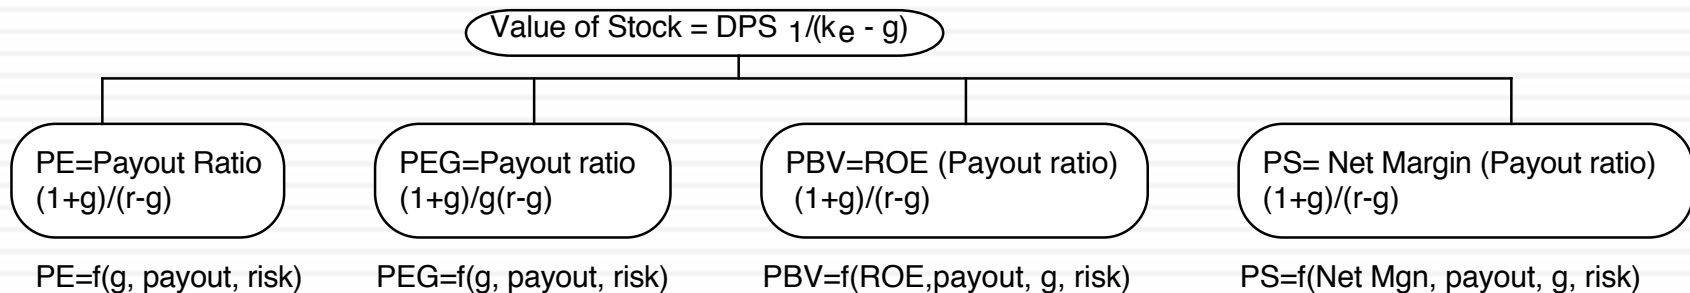 Value of Stock = DPS 1/(ke - g)
PE=Payout Ratio
(1+g)/(r-g)
PEG=Payout ratio
(1+g)/g(r-g)
PBV=ROE (Payout ratio)
(1+g)/(r-g)
PS= Net Margin (Payout ratio)
(1+g)/(r-g)
PE=f(g, payout, risk)
PEG=f(g, payout, risk)
PBV=f(ROE,payout, g, risk)
PS=f(Net Mgn, payout, g, risk)